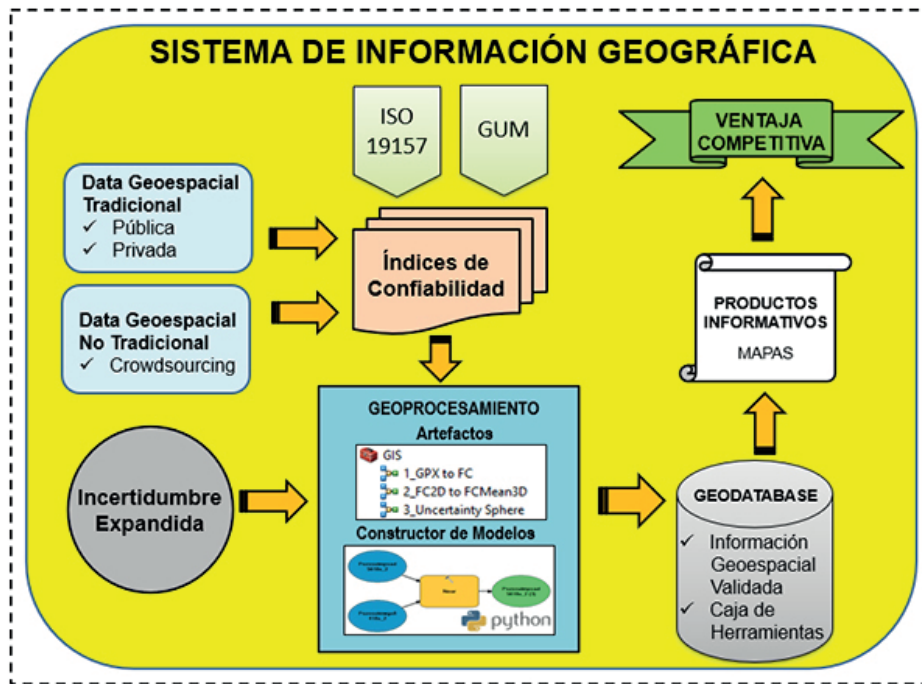 SISTEMA DE INFORMACIÓN GEOGRÁFICA
ISO
19157
GUM
VENTAJA
COMPETITIVA
Data Geoespacial
Tradicional
✓ Pública
✓ Privada
Índices de
Confiabilidad
Data Geoespacial
No Tradicional
✓ Crowdsourcing
PRODUCTOS
INFORMATIVOS
MAPAS
GEOPROCESAMIENTO
Artefactos
GIS
1_GPX to FC
2_FC2D to FCMean3D
3_Uncertainty Sphere
Constructor de Modelos
Near
python
Incertidumbre
Expandida
GEODATABASE
✓ Información
Geoespacial
Validada
✓ Caja de
Herramientas